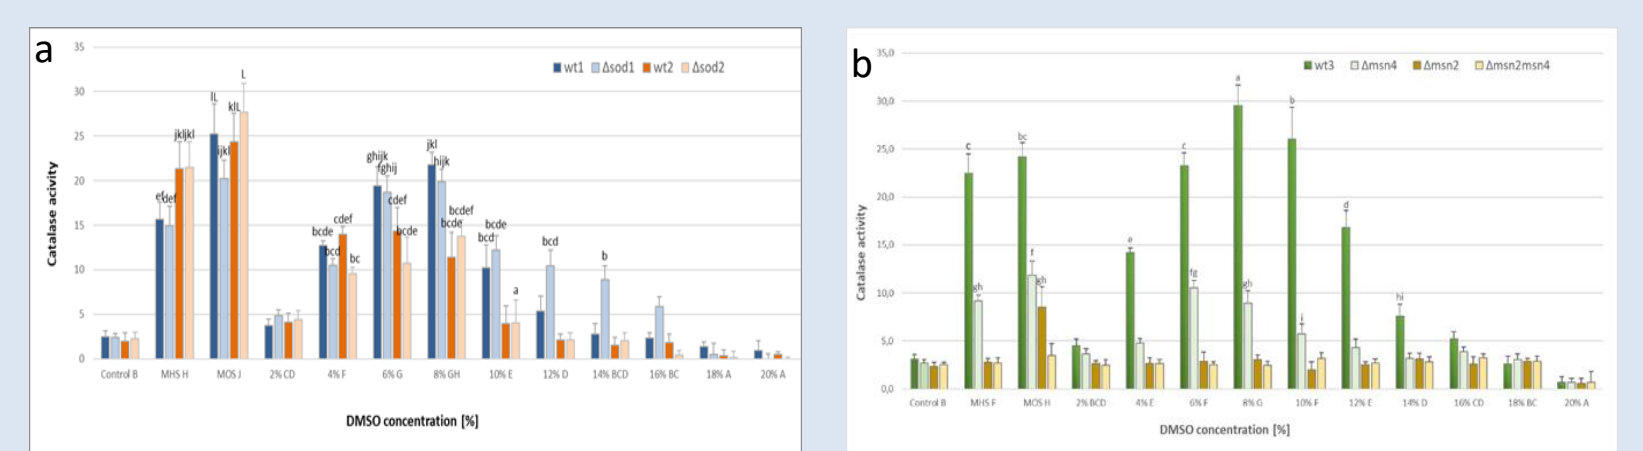 a
35
30
25
20
15
10
5
0
Catalase acivity
wt1 Δsod1 wt2 Δsod2
ef cdef jkl jkl
lL ijkl klL L
bcde bcd cdef bc
ghijk fghij cdef bcde
jkl hijk bcde bcdef
bcd bcde a
bcd
b
Control B MHS H MOS J 2% CD 4% F 6% G 8% GH 10% E 12% D 14% BCD 16% BC 18% A 20% A
DMSO concentration [%]
b
35,0
30,0
25,0
20,0
15,0
10,0
5,0
0,0
Catalase activity
wt3 Δmsn4 Δmsn2 Δmsn2msn4
c gh
bc f gh
e
c fg
a gh
b i
d
hi
Control B MHS F MOS H 2% BCD 4% E 6% F 8% G 10% F 12% E 14% D 16% CD 18% BC 20% A
DMSO concentration [%]